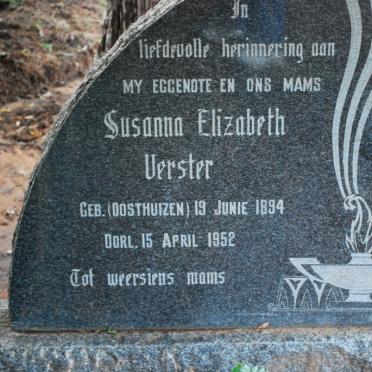 In
liefdevolle herinnering aan
MY EGGENOTE EN ONS MAMS
Susanna Elizabeth
Verster
GEB. (OOSTHUIZEN) 19 JUNIE 1894
OORL. 15 APRIL 1952
Tot weersiens mams